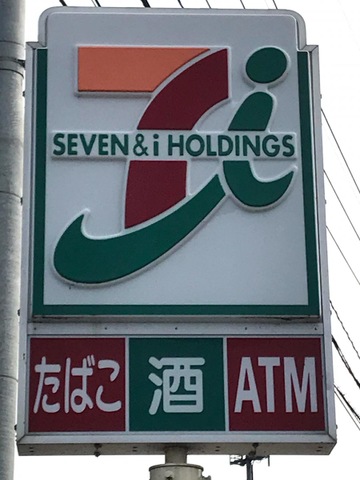 SEVEN & i HOLDINGS
たばこ 酒 ATM